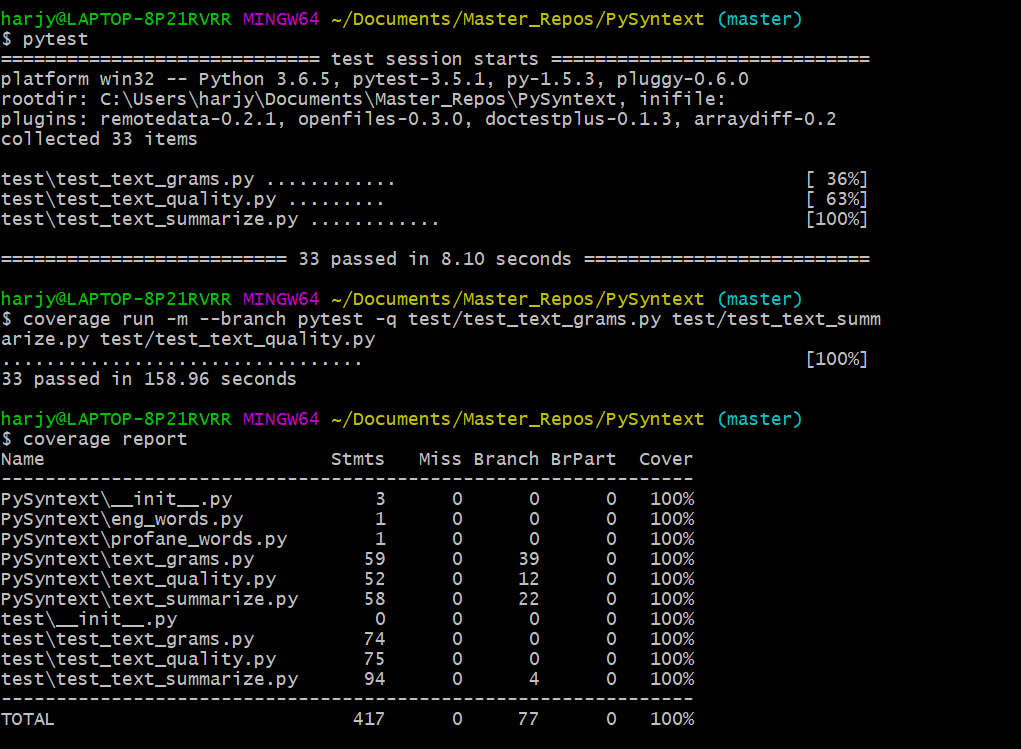 harjy@LAPTOP-8P21RVRR MINGW64 ~/Documents/Master_Repos/PySyntext (master)
$ pytest
============================= test session starts =============================
platform win32 -- Python 3.6.5, pytest-3.5.1, py-1.5.3, pluggy-0.6.0
rootdir: C:\Users\harjy\Documents\Master_Repos\PySyntext, inifile:
plugins: remotedata-0.2.1, openfiles-0.3.0, doctestplus-0.1.3, arraydiff-0.2
collected 33 items
test\test_text_grams.py ............                                     [ 36%]
test\test_text_quality.py .........                                      [ 63%]
test\test_text_summarize.py ............                                 [100%]
========================== 33 passed in 8.10 seconds ==========================
harjy@LAPTOP-8P21RVRR MINGW64 ~/Documents/Master_Repos/PySyntext (master)
$ coverage run -m --branch pytest -q test/test_text_grams.py test/test_text_summ
arize.py test/test_text_quality.py
.................................                                        [100%]
33 passed in 158.96 seconds
harjy@LAPTOP-8P21RVRR MINGW64 ~/Documents/Master_Repos/PySyntext (master)
$ coverage report
Name                          Stmts   Miss Branch BrPart  Cover
---------------------------------------------------------------
PySyntext\__init__.py             3      0      0      0   100%
PySyntext\eng_words.py            1      0      0      0   100%
PySyntext\profane_words.py        1      0      0      0   100%
PySyntext\text_grams.py          59      0     39      0   100%
PySyntext\text_quality.py        52      0     12      0   100%
PySyntext\text_summarize.py      58      0     22      0   100%
test\__init__.py                  0      0      0      0   100%
test\test_text_grams.py          74      0      0      0   100%
test\test_text_quality.py        75      0      0      0   100%
test\test_text_summarize.py      94      0      4      0   100%
---------------------------------------------------------------
TOTAL                           417      0     77      0   100%